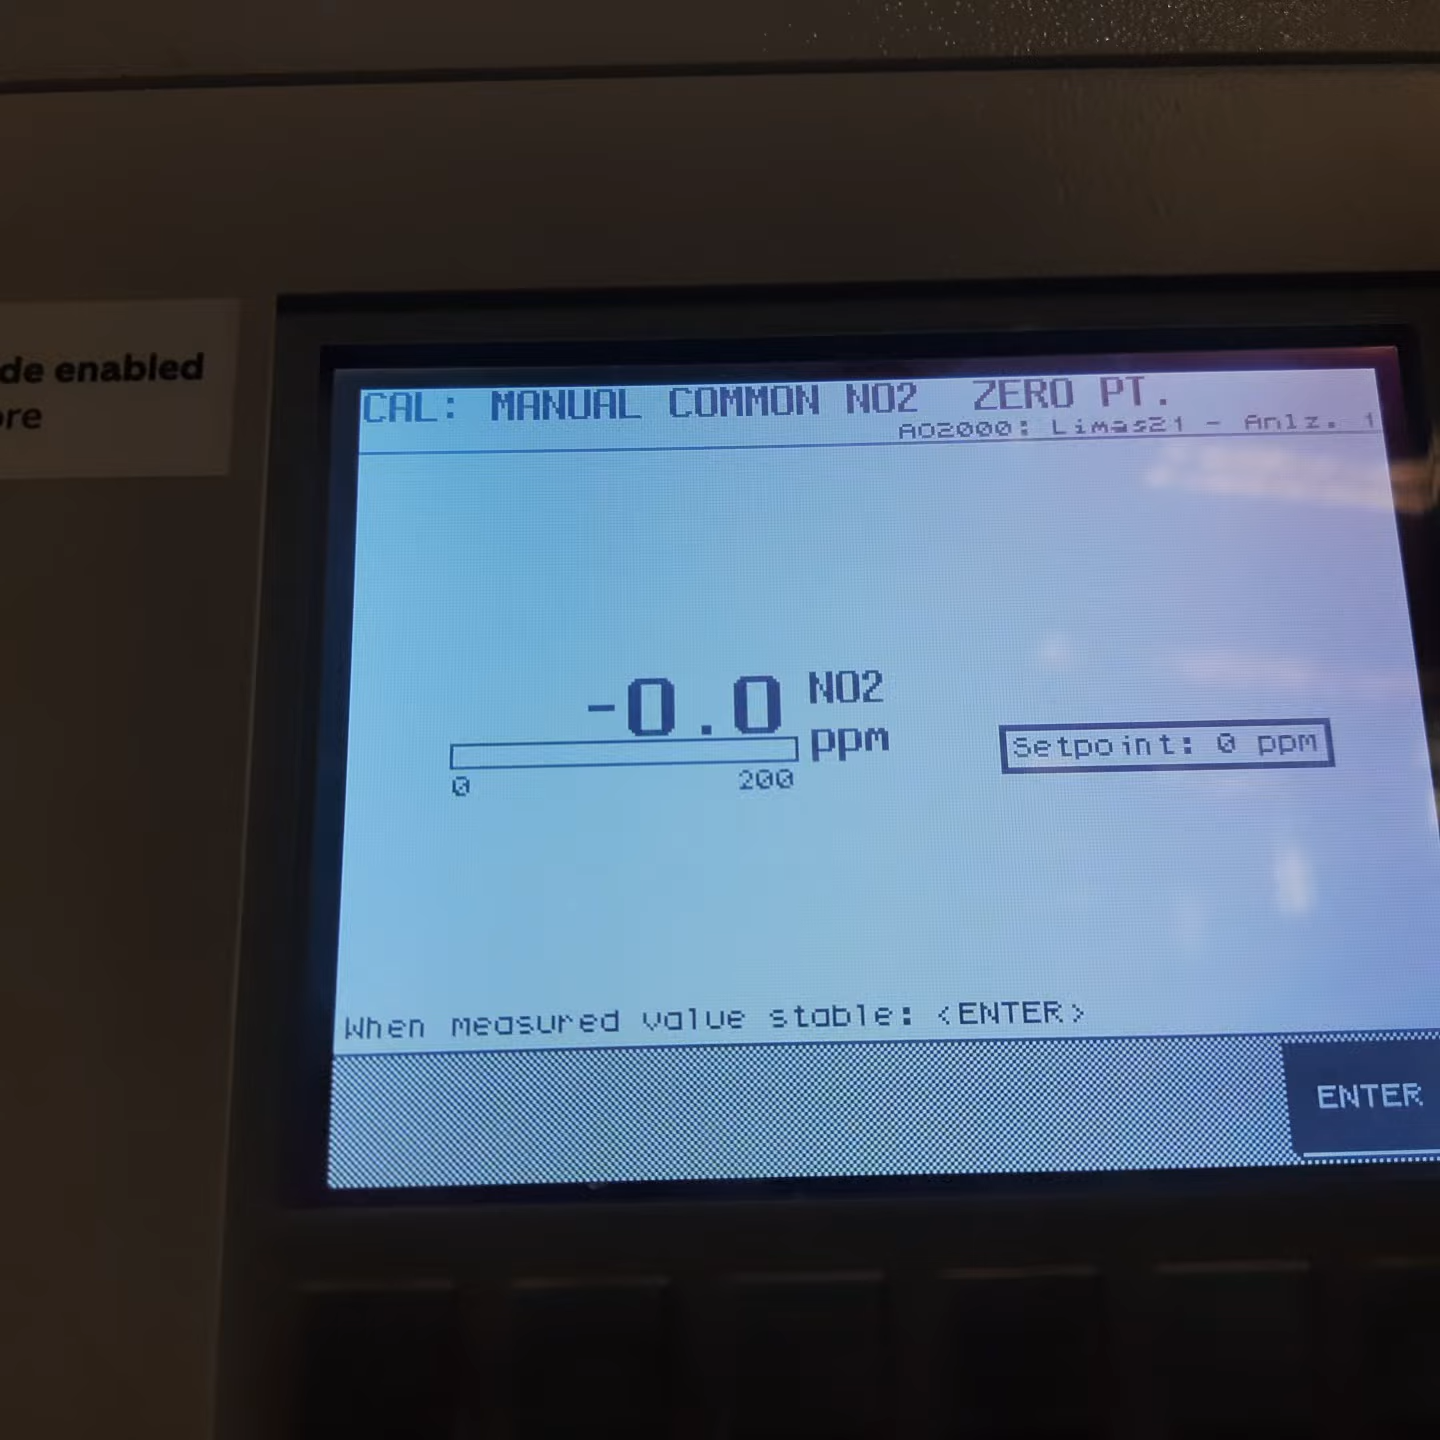 de enabled
ore
CAL: MANUAL COMMON NO2 ZERO PT.
AO2000: Limas21 - Anlz. 1
-0.0 NO2
ppm
0 200
Setpoint: 0 ppm
When measured value stable: <ENTER>
ENTER